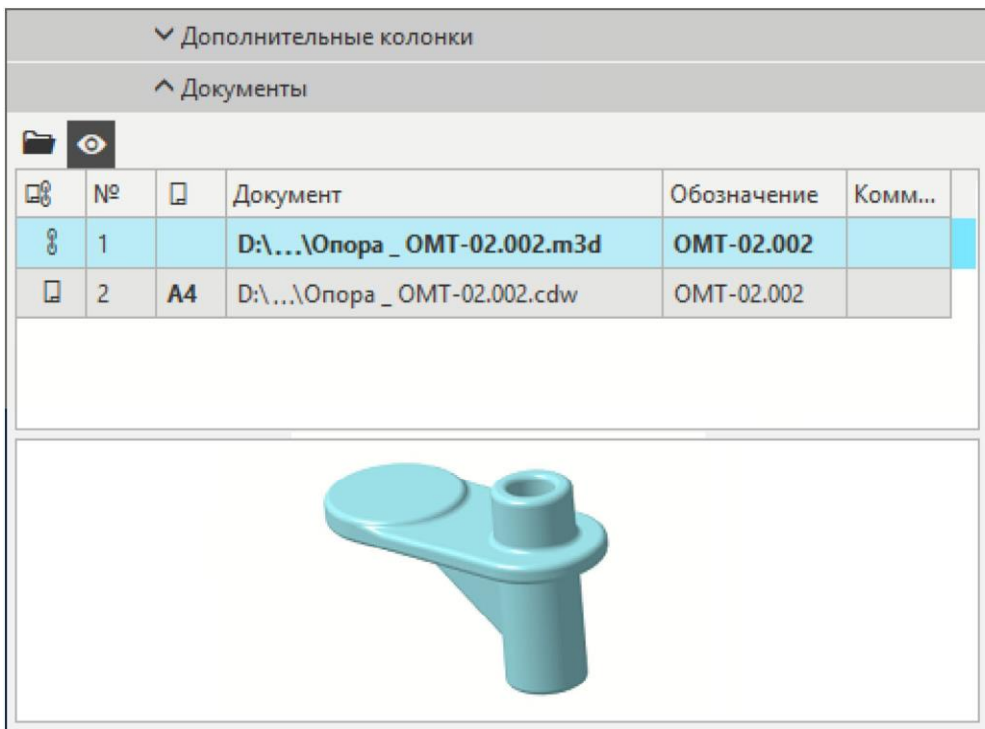 Дополнительные колонки
Документы
№ Документ Обозначение Комм...
1 D:\...\Опора _ ОМТ-02.002.m3d ОМТ-02.002
2 A4 D:\...\Опора _ ОМТ-02.002.cdw ОМТ-02.002